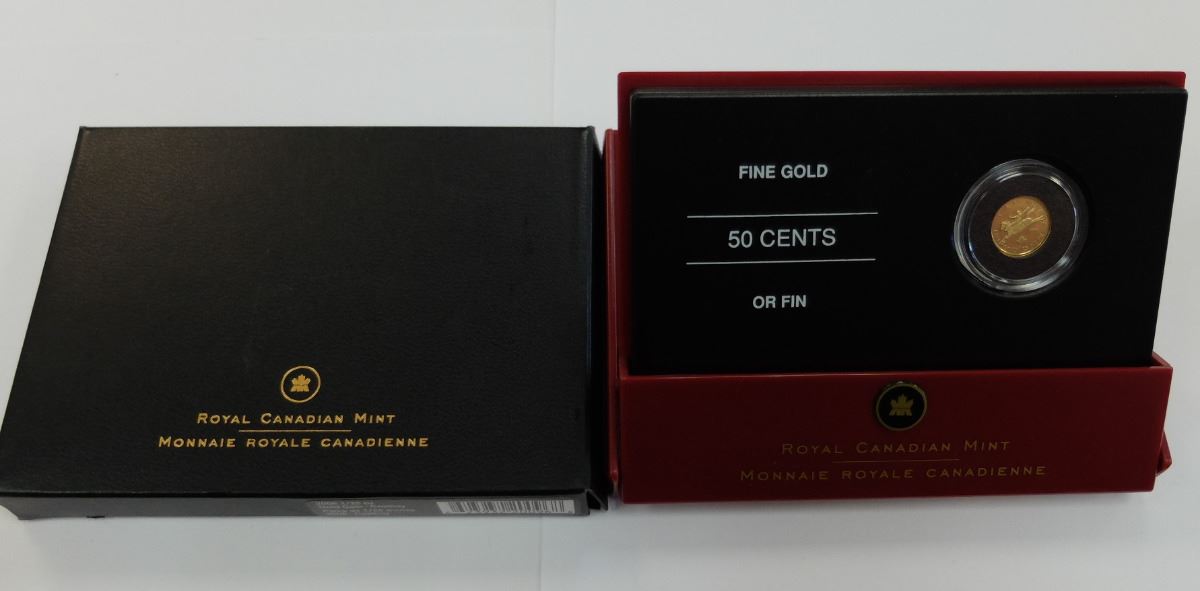 ROYAL CANADIAN MINT
MONNAIE ROYALE CANADIENNE
FINE GOLD
50 CENTS
OR FIN
ROYAL CANADIAN MINT
MONNAIE ROYALE CANADIENNE